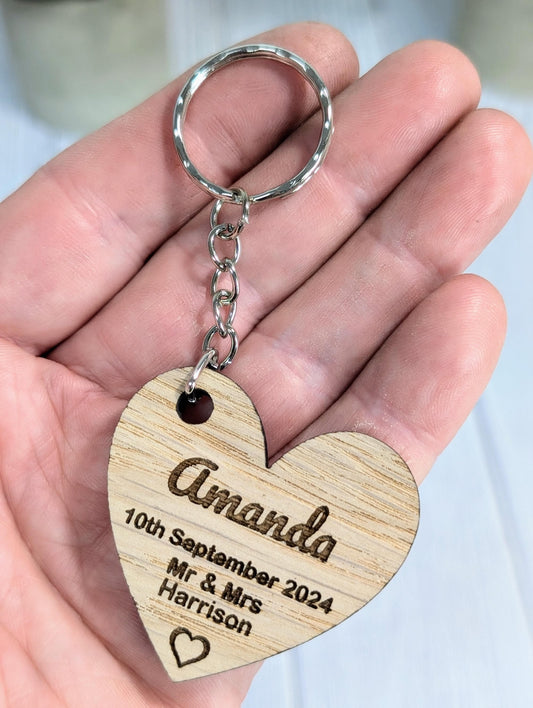 Amanda
10th September 2024
Mr & Mrs
Harrison